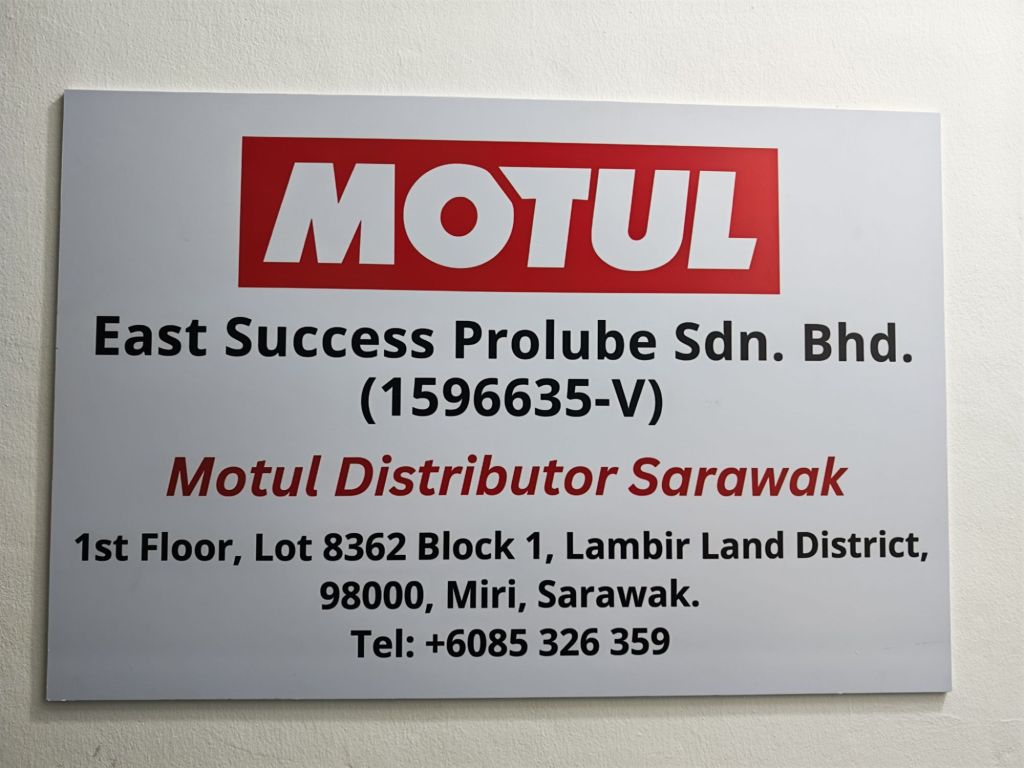 MOTUL
East Success Prolube Sdn. Bhd.
(1596635-V)
Motul Distributor Sarawak
1st Floor, Lot 8362 Block 1, Lambir Land District,
98000, Miri, Sarawak.
Tel: +6085 326 359